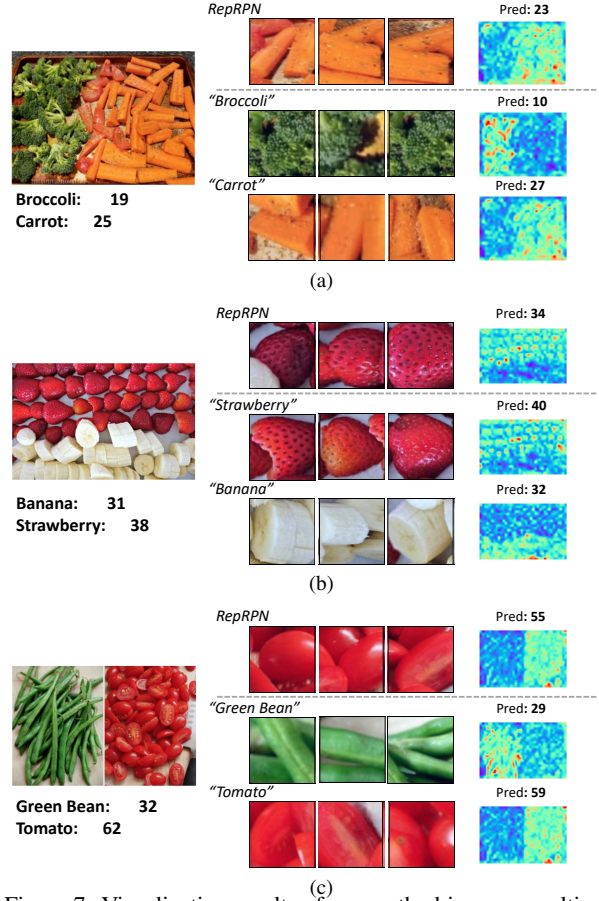 RepRPN
Pred: 23
"Broccoli"
Pred: 10
"Carrot"
Pred: 27
Broccoli: 19
Carrot: 25
(a)
RepRPN
Pred: 34
"Strawberry"
Pred: 40
"Banana"
Pred: 32
Banana: 31
Strawberry: 38
(b)
RepRPN
Pred: 55
"Green Bean"
Pred: 29
"Tomato"
Pred: 59
Green Bean: 32
Tomato: 62
(c)